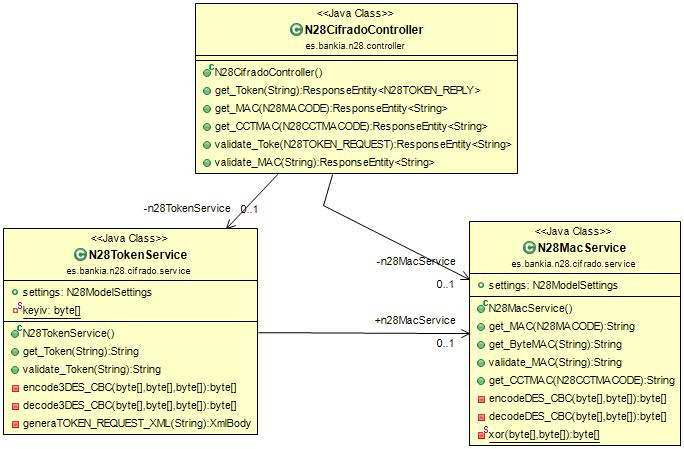 <<Java Class>>
N28CifradoController
es.bankia.n28.controller
N28CifradoController()
get_Token(String):ResponseEntity<N28TOKEN_REPLY>
get_MAC(N28MACODE):ResponseEntity<String>
get_CCTMAC(N28CCTMACODE):ResponseEntity<String>
validate_Toke(N28TOKEN_REQUEST):ResponseEntity<String>
validate_MAC(String):ResponseEntity<String>
-n28TokenService
0..1
-n28MacService
0..1
<<Java Class>>
N28TokenService
es.bankia.n28.cifrado.service
settings: N28ModelSettings
keyiv: byte[]
N28TokenService()
get_Token(String):String
validate_Token(String):String
encode3DES_CBC(byte[],byte[],byte[]):byte[]
decode3DES_CBC(byte[],byte[],byte[]):byte[]
generaTOKEN_REQUEST_XML(String):XmlBody
+n28MacService
0..1
<<Java Class>>
N28MacService
es.bankia.n28.cifrado.service
settings: N28ModelSettings
N28MacService()
get_MAC(N28MACODE):String
get_ByteMAC(String):String
validate_MAC(String):String
get_CCTMAC(N28CCTMACODE):String
encodeDES_CBC(byte[],byte[]):byte[]
decodeDES_CBC(byte[],byte[]):byte[]
xor(byte[],byte[]):byte[]